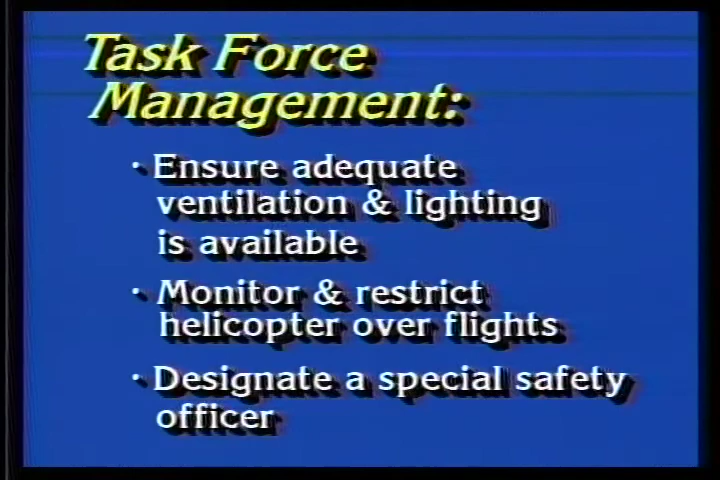 Task Force
Management:
· Ensure adequate
ventilation & lighting
is available
· Monitor & restrict
helicopter over flights
· Designate a special safety
officer